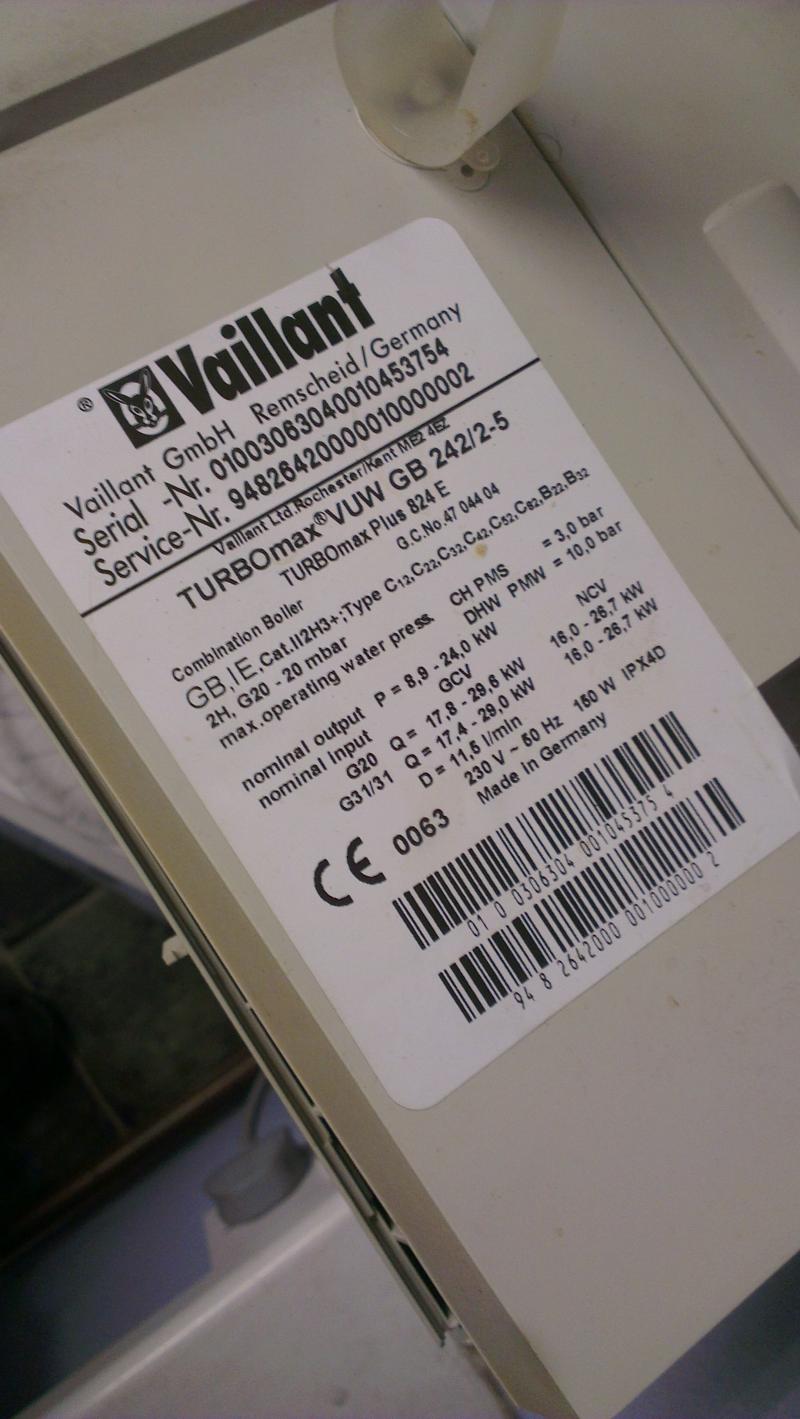 ® Vaillant
Vaillant GmbH Remscheid/Germany
Serial -Nr. 01003063040010453754
Service-Nr. 94826420000010000002
Vaillant Ltd.Rochester/Kent ME2 4EZ
TURBOmax® VUW GB 242/2-5
TURBOmax Plus 824 E
G.C.No.47 044 04
Combination Boiler
GB,IE,Cat.II2H3+;Type C12,C22,C32,C42,C52,C82,B22,B32
2H, G20 - 20 mbar
max.operating water press. CH PMS = 3,0 bar
DHW PMW = 10,0 bar
nominal output P = 8,9 - 24,0 kW
nominal input GCV NCV
G20 Q = 17,8 - 29,6 kW 16,0 - 26,7 kW
G31/31 Q = 17,4 - 29,0 kW 16,0 - 26,7 kW
D = 11,5 l/min
230 V ~ 50 Hz 150 W IPX4D
Made in Germany
CE 0063
01 0 0306304 001045375 4
94 8 2642000 001000000 2